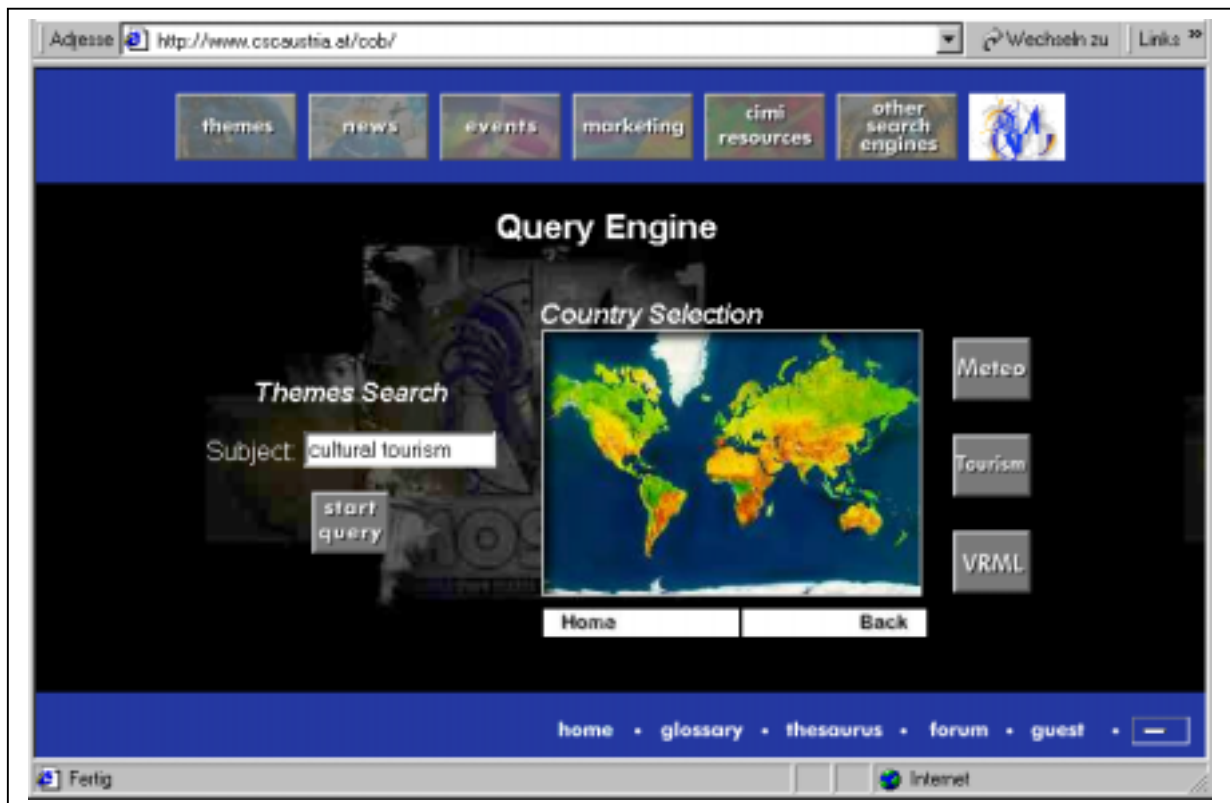 Adresse http://www.cscaustria.at/cob/ Wechseln zu Links »
themes news events marketing cimi resources other search engines
Query Engine
Country Selection
Themes Search
Subject: cultural tourism
start query
Meteo
Tourism
VRML
Home Back
home • glossary • thesaurus • forum • guest •
Fertig Internet